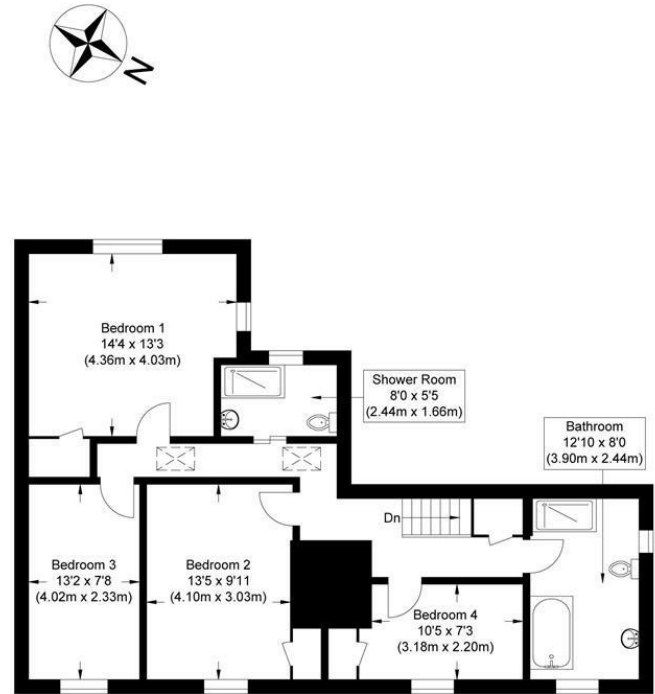 N
Bedroom 1
14'4 x 13'3
(4.36m x 4.03m)
Shower Room
8'0 x 5'5
(2.44m x 1.66m)
Bathroom
12'10 x 8'0
(3.90m x 2.44m)
Dn
Bedroom 3
13'2 x 7'8
(4.02m x 2.33m)
Bedroom 2
13'5 x 9'11
(4.10m x 3.03m)
Bedroom 4
10'5 x 7'3
(3.18m x 2.20m)